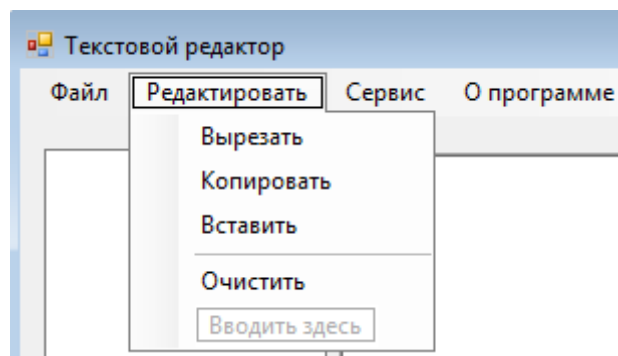 Текстовой редактор
Файл Редактировать Сервис О программе
Вырезать
Копировать
Вставить
Очистить
Вводить здесь